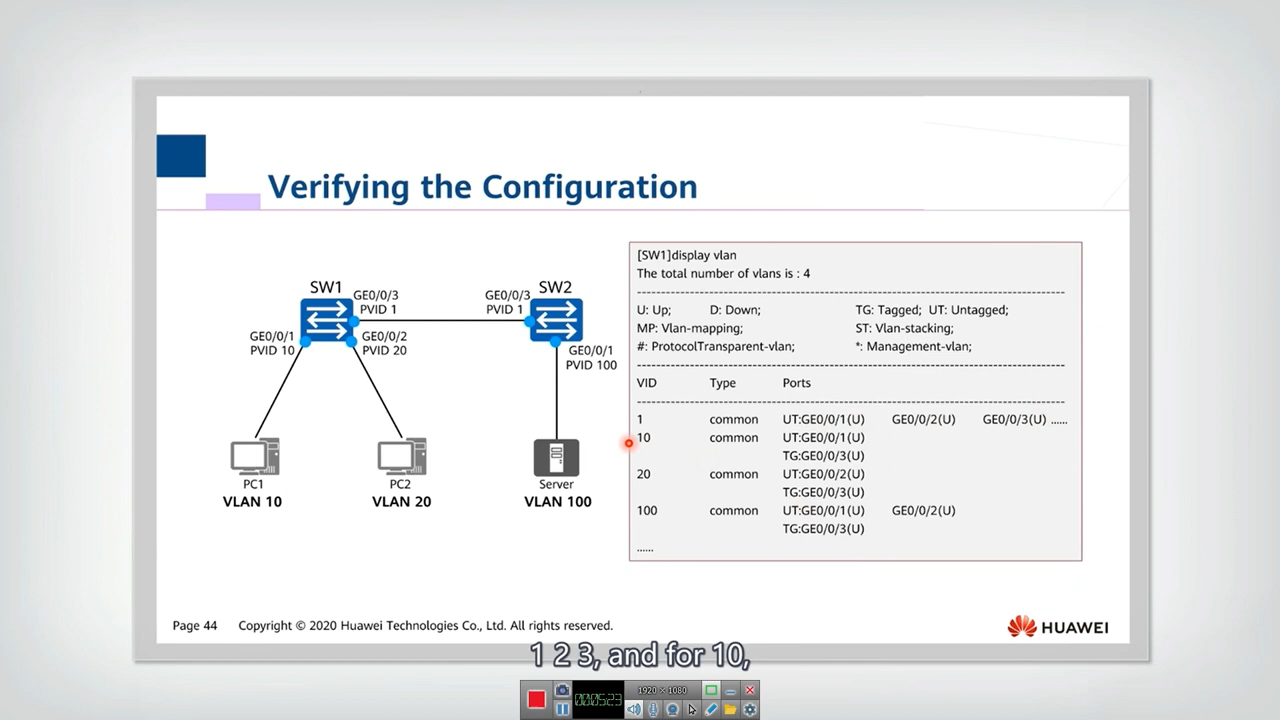 Verifying the Configuration
SW1
GE0/0/3
PVID 1
GE0/0/3
PVID 1
SW2
GE0/0/1
PVID 10
GE0/0/2
PVID 20
GE0/0/1
PVID 100
PC1
VLAN 10
PC2
VLAN 20
Server
VLAN 100
[SW1]display vlan
The total number of vlans is : 4
--------------------------------------------------------------------------------
U: Up; D: Down; TG: Tagged; UT: Untagged;
MP: Vlan-mapping; ST: Vlan-stacking;
#: ProtocolTransparent-vlan; *: Management-vlan;
--------------------------------------------------------------------------------
VID Type Ports
--------------------------------------------------------------------------------
1 common UT:GE0/0/1(U) GE0/0/2(U) GE0/0/3(U) ......
10 common UT:GE0/0/1(U)
TG:GE0/0/3(U)
20 common UT:GE0/0/2(U)
TG:GE0/0/3(U)
100 common UT:GE0/0/1(U) GE0/0/2(U)
TG:GE0/0/3(U)
......
Page 44 Copyright © 2020 Huawei Technologies Co., Ltd. All rights reserved.
HUAWEI
1 2 3, and for 10,
000523
1920 × 1080